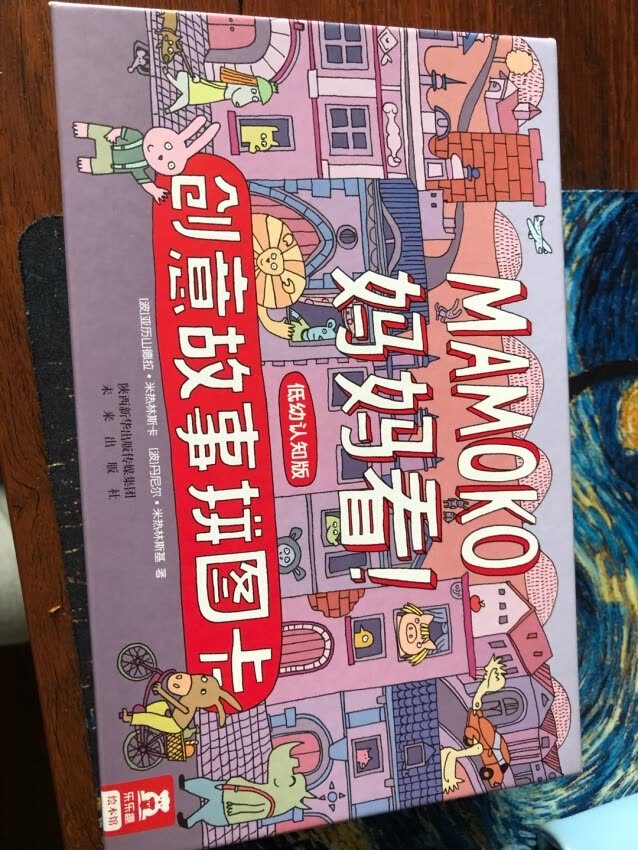 MAMOKO
妈妈看!
低幼认知版
创意故事拼图卡
[波]亚历山德拉·米热林斯卡 [波]丹尼尔·米热林斯基 著
陕西新华出版传媒集团
未来出版社
乐乐趣
绘本馆